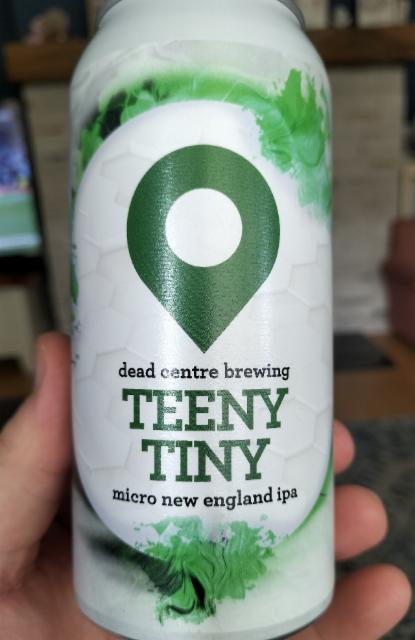 dead centre brewing
TEENY
TINY
micro new england ipa